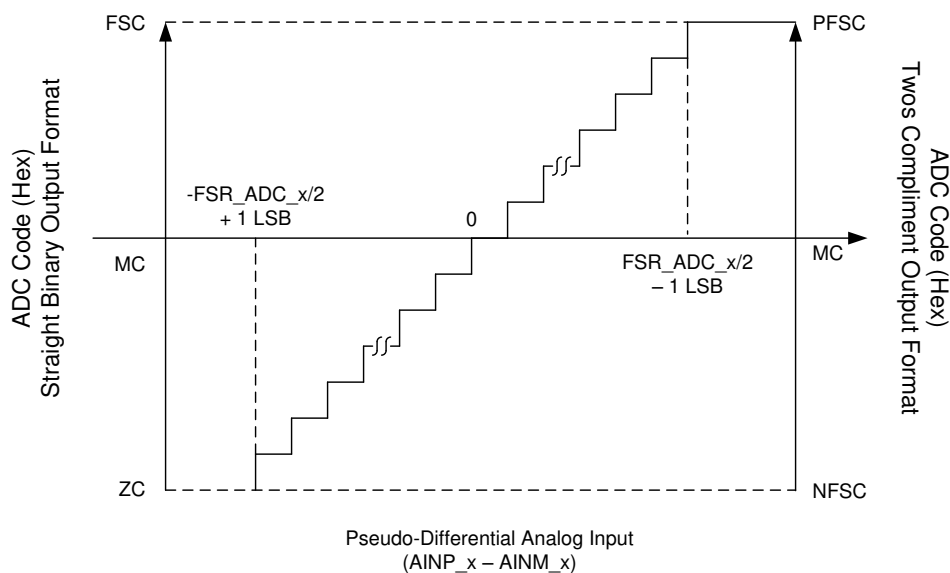 FSC
PFSC
ADC Code (Hex)
Straight Binary Output Format
ADC Code (Hex)
Twos Compliment Output Format
-FSR_ADC_x/2
+ 1 LSB
0
MC
FSR_ADC_x/2
– 1 LSB
MC
ZC
NFSC
Pseudo-Differential Analog Input
(AINP_x – AINM_x)